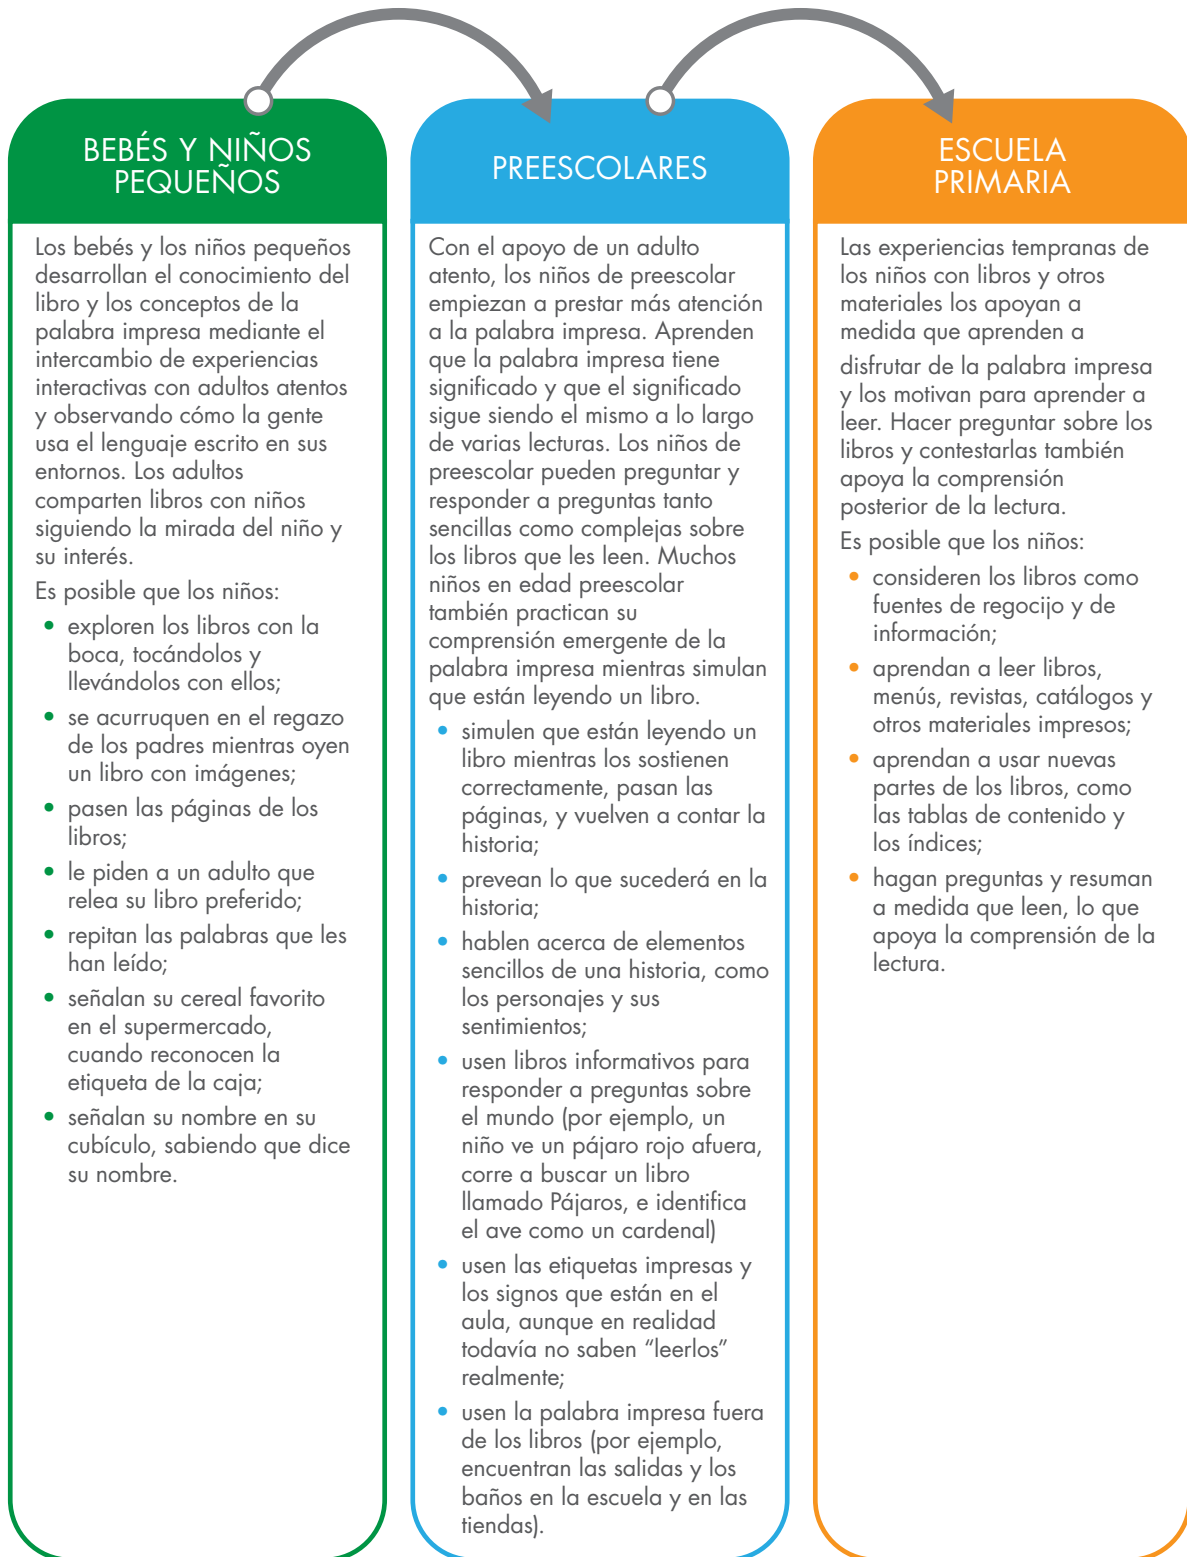 BEBÉS Y NIÑOS
PEQUEÑOS
Los bebés y los niños pequeños
desarrollan el conocimiento del
libro y los conceptos de la
palabra impresa mediante el
intercambio de experiencias
interactivas con adultos atentos
y observando cómo la gente
usa el lenguaje escrito en sus
entornos. Los adultos
comparten libros con niños
siguiendo la mirada del niño y
su interés.
Es posible que los niños:
• exploren los libros con la
boca, tocándolos y
llevándolos con ellos;
• se acurruquen en el regazo
de los padres mientras oyen
un libro con imágenes;
• pasen las páginas de los
libros;
• le piden a un adulto que
relea su libro preferido;
• repitan las palabras que les
han leído;
• señalan su cereal favorito
en el supermercado,
cuando reconocen la
etiqueta de la caja;
• señalan su nombre en su
cubículo, sabiendo que dice
su nombre.
PREESCOLARES
Con el apoyo de un adulto
atento, los niños de preescolar
empiezan a prestar más atención
a la palabra impresa. Aprenden
que la palabra impresa tiene
significado y que el significado
sigue siendo el mismo a lo largo
de varias lecturas. Los niños de
preescolar pueden preguntar y
responder a preguntas tanto
sencillas como complejas sobre
los libros que les leen. Muchos
niños en edad preescolar
también practican su
comprensión emergente de la
palabra impresa mientras simulan
que están leyendo un libro.
• simulen que están leyendo un
libro mientras los sostienen
correctamente, pasan las
páginas, y vuelven a contar la
historia;
• prevean lo que sucederá en la
historia;
• hablen acerca de elementos
sencillos de una historia, como
los personajes y sus
sentimientos;
• usen libros informativos para
responder a preguntas sobre
el mundo (por ejemplo, un
niño ve un pájaro rojo afuera,
corre a buscar un libro
llamado Pájaros, e identifica
el ave como un cardenal)
• usen las etiquetas impresas y
los signos que están en el
aula, aunque en realidad
todavía no saben “leerlos”
realmente;
• usen la palabra impresa fuera
de los libros (por ejemplo,
encuentran las salidas y los
baños en la escuela y en las
tiendas).
ESCUELA
PRIMARIA
Las experiencias tempranas de
los niños con libros y otros
materiales los apoyan a
medida que aprenden a
disfrutar de la palabra impresa
y los motivan para aprender a
leer. Hacer preguntar sobre los
libros y contestarlas también
apoya la comprensión
posterior de la lectura.
Es posible que los niños:
• consideren los libros como
fuentes de regocijo y de
información;
• aprendan a leer libros,
menús, revistas, catálogos y
otros materiales impresos;
• aprendan a usar nuevas
partes de los libros, como
las tablas de contenido y
los índices;
• hagan preguntas y resuman
a medida que leen, lo que
apoya la comprensión de la
lectura.